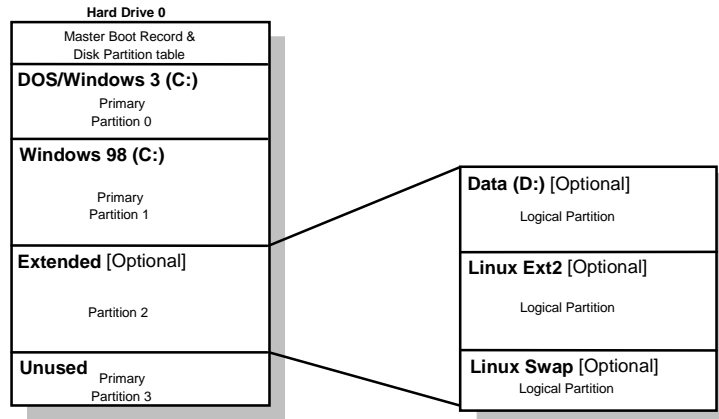 Hard Drive 0
Master Boot Record &
Disk Partition table
DOS/Windows 3 (C:)
Primary
Partition 0
Windows 98 (C:)
Primary
Partition 1
Extended [Optional]
Partition 2
Unused
Primary
Partition 3
Data (D:) [Optional]
Logical Partition
Linux Ext2 [Optional]
Logical Partition
Linux Swap [Optional]
Logical Partition